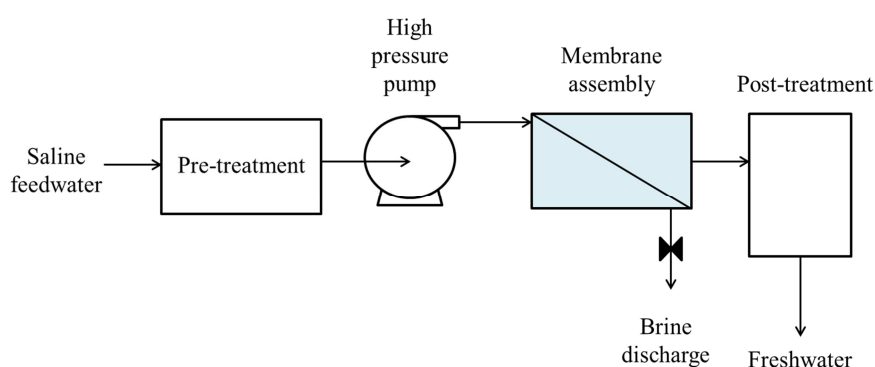 High
pressure
pump
Membrane
assembly
Post-treatment
Saline
feedwater
Pre-treatment
Brine
discharge
Freshwater